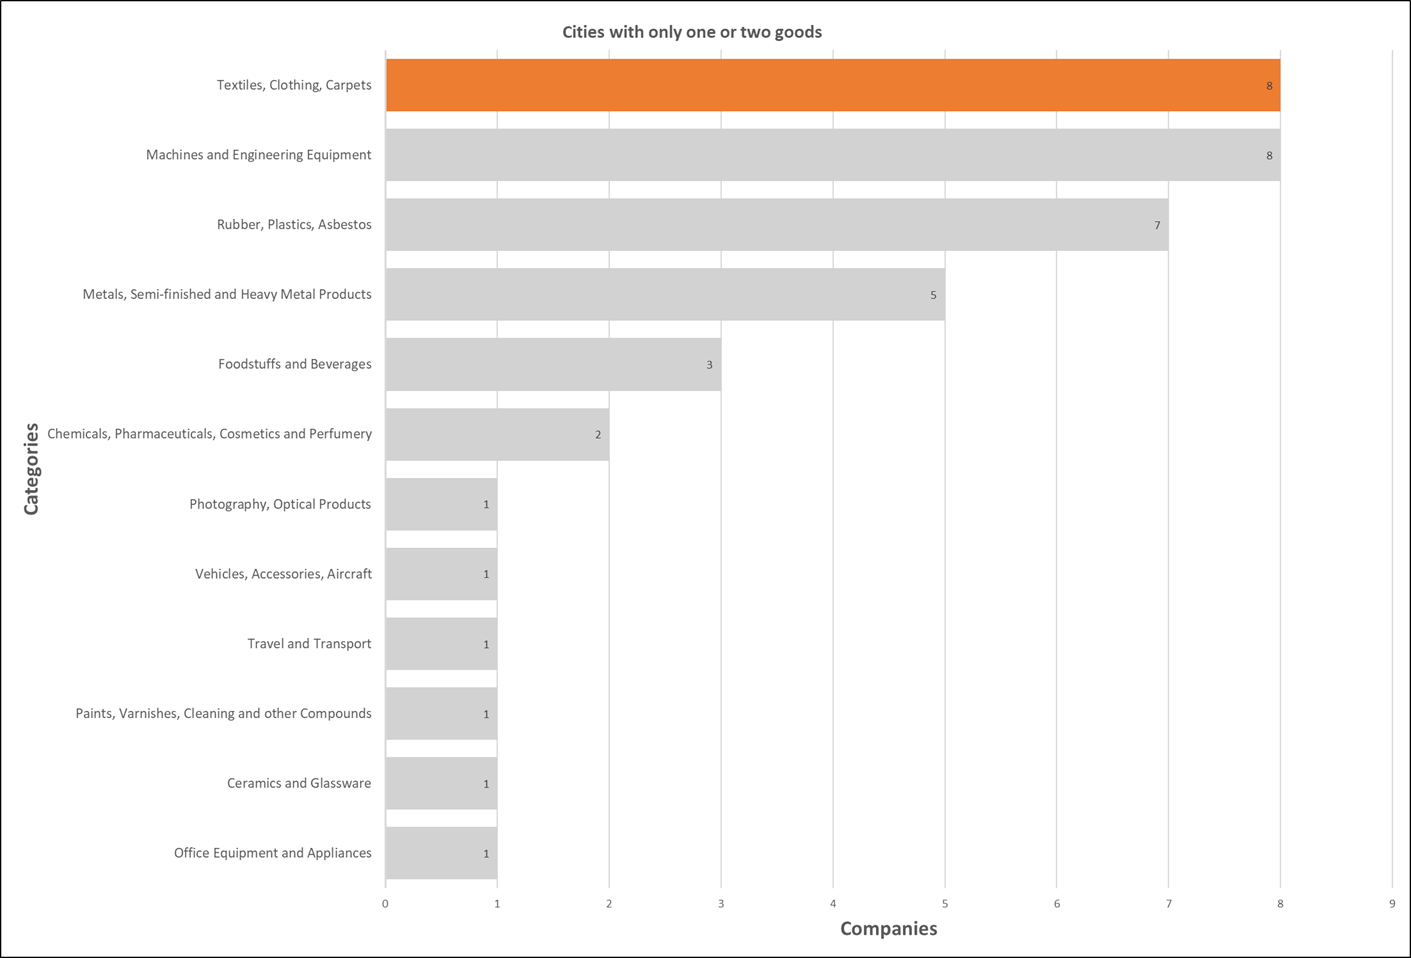 Cities with only one or two goods
Textiles, Clothing, Carpets 8
Machines and Engineering Equipment 8
Rubber, Plastics, Asbestos 7
Metals, Semi-finished and Heavy Metal Products 5
Foodstuffs and Beverages 3
Chemicals, Pharmaceuticals, Cosmetics and Perfumery 2
Photography, Optical Products 1
Vehicles, Accessories, Aircraft 1
Travel and Transport 1
Paints, Varnishes, Cleaning and other Compounds 1
Ceramics and Glassware 1
Office Equipment and Appliances 1
Categories
0 1 2 3 4 5 6 7 8 9
Companies